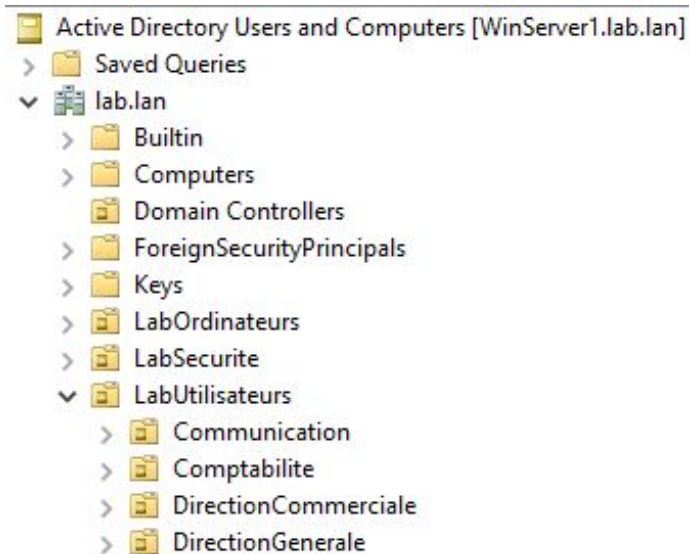 Active Directory Users and Computers [WinServer1.lab.lan]
Saved Queries
lab.lan
Builtin
Computers
Domain Controllers
ForeignSecurityPrincipals
Keys
LabOrdinateurs
LabSecurite
LabUtilisateurs
Communication
Comptabilite
DirectionCommerciale
DirectionGenerale